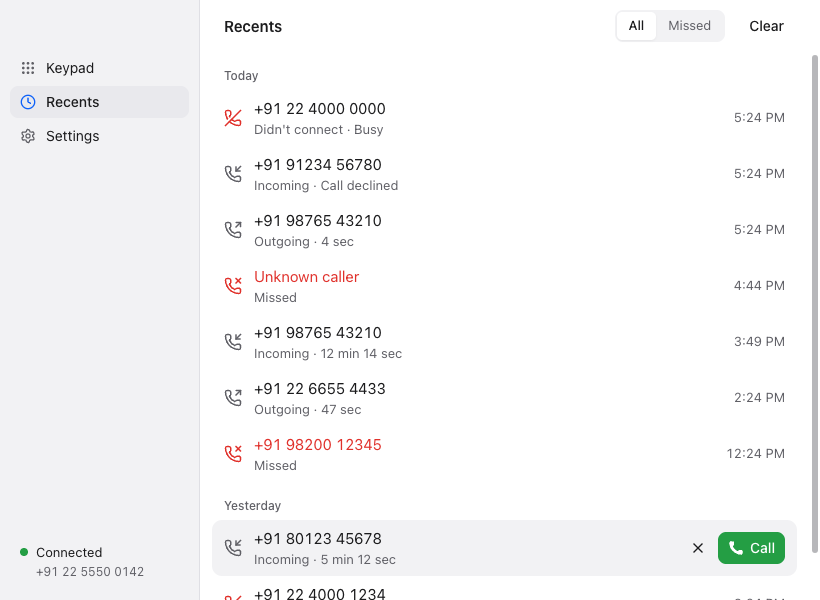 Keypad
Recents
Settings
Connected
+91 22 5550 0142
Recents
All
Missed
Clear
Today
+91 22 4000 0000
Didn't connect · Busy
5:24 PM
+91 91234 56780
Incoming · Call declined
5:24 PM
+91 98765 43210
Outgoing · 4 sec
5:24 PM
Unknown caller
Missed
4:44 PM
+91 98765 43210
Incoming · 12 min 14 sec
3:49 PM
+91 22 6655 4433
Outgoing · 47 sec
2:24 PM
+91 98200 12345
Missed
12:24 PM
Yesterday
+91 80123 45678
Incoming · 5 min 12 sec
Call
+91 22 4000 1234